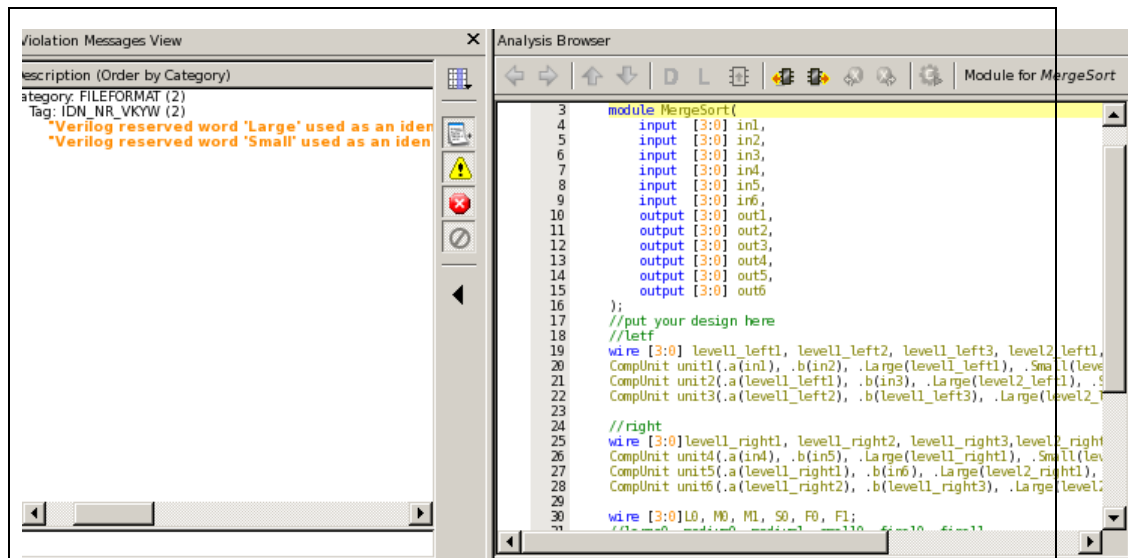 Violation Messages View
Description (Order by Category)
ategory: FILEFORMAT (2)
Tag: IDN_NR_VKYW (2)
"Verilog reserved word 'Large' used as an iden
"Verilog reserved word 'Small' used as an iden
Analysis Browser
D L Module for MergeSort
3 module MergeSort(
4 input [3:0] in1,
5 input [3:0] in2,
6 input [3:0] in3,
7 input [3:0] in4,
8 input [3:0] in5,
9 input [3:0] in6,
10 output [3:0] out1,
11 output [3:0] out2,
12 output [3:0] out3,
13 output [3:0] out4,
14 output [3:0] out5,
15 output [3:0] out6
16 );
17 //put your design here
18 //letf
19 wire [3:0] level1_left1, level1_left2, level1_left3, level2_left1,
20 CompUnit unit1(.a(in1), .b(in2), .Large(level1_left1), .Small(leve
21 CompUnit unit2(.a(level1_left1), .b(in3), .Large(level2_left1), .S
22 CompUnit unit3(.a(level1_left2), .b(level1_left3), .Large(level2_l
23
24 //right
25 wire [3:0]level1_right1, level1_right2, level1_right3,level2_right
26 CompUnit unit4(.a(in4), .b(in5), .Large(level1_right1), .Small(lev
27 CompUnit unit5(.a(level1_right1), .b(in6), .Large(level2_right1),
28 CompUnit unit6(.a(level1_right2), .b(level1_right3), .Large(level2
29
30 wire [3:0]L0, M0, M1, S0, F0, F1;